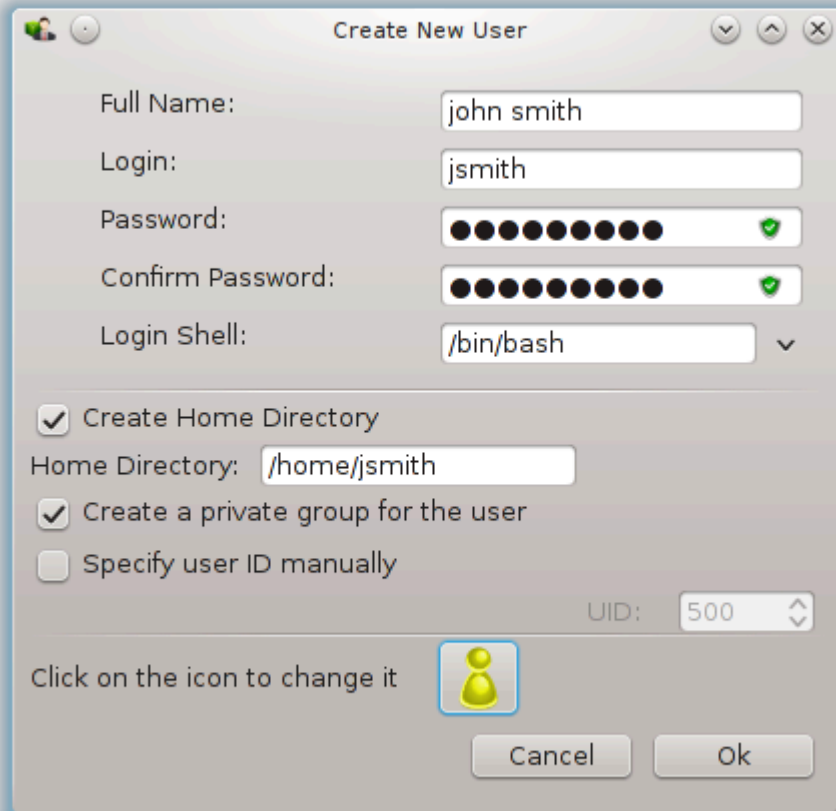 Create New User
Full Name: john smith
Login: jsmith
Password: ●●●●●●●●●
Confirm Password: ●●●●●●●●●
Login Shell: /bin/bash
Create Home Directory
Home Directory: /home/jsmith
Create a private group for the user
Specify user ID manually
UID: 500
Click on the icon to change it
Cancel Ok